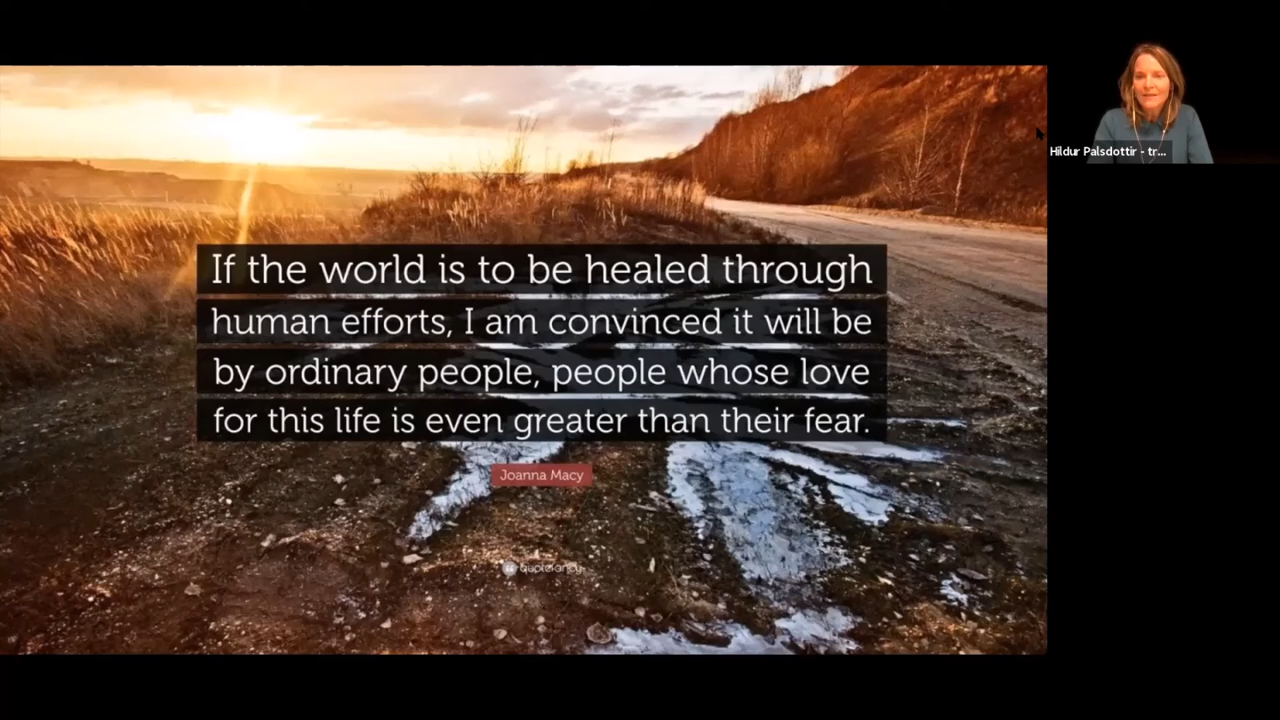 If the world is to be healed through
human efforts, I am convinced it will be
by ordinary people, people whose love
for this life is even greater than their fear.
Joanna Macy
quotefancy
Hildur Palsdottir - tr...